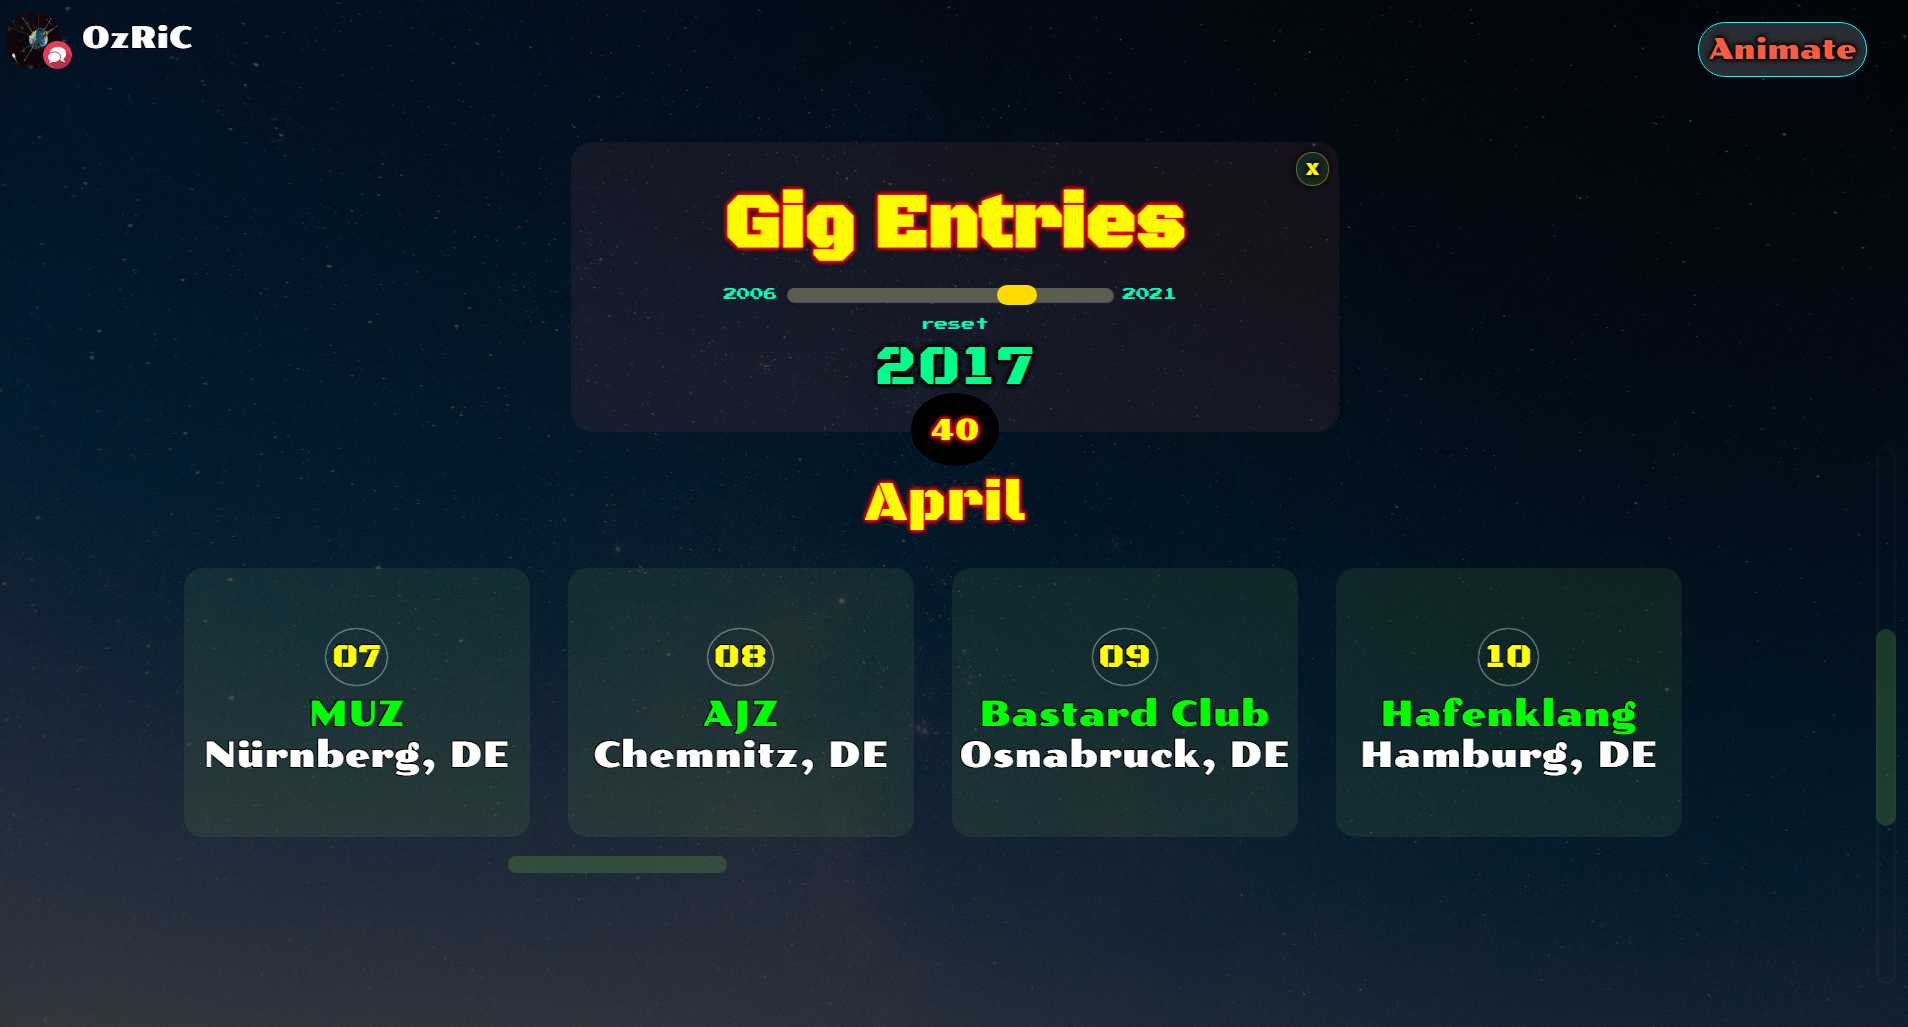 OzRiC
Animate
x
Gig Entries
2006
2021
reset
2017
40
April
07
MUZ
Nürnberg, DE
08
AJZ
Chemnitz, DE
09
Bastard Club
Osnabruck, DE
10
Hafenklang
Hamburg, DE